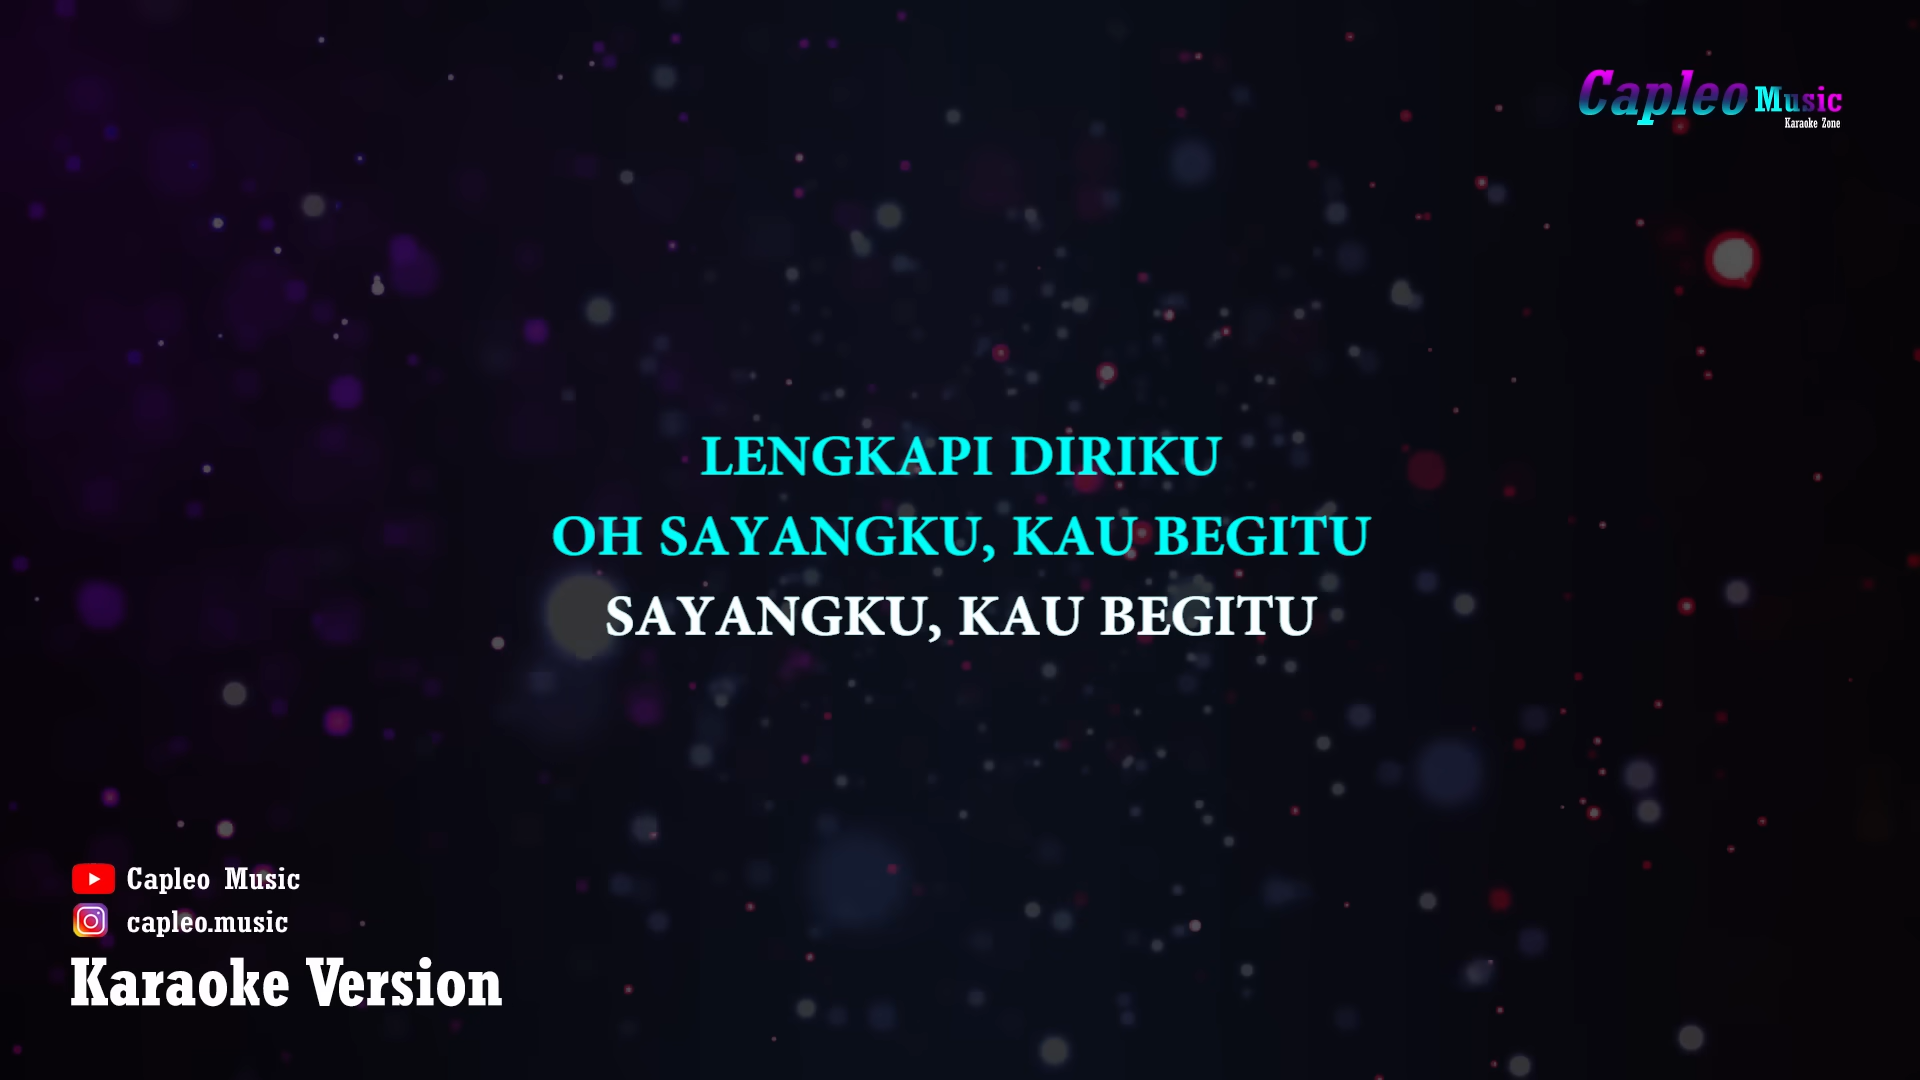 Capleo Music
Karaoke Zone
LENGKAPI DIRIKU
OH SAYANGKU, KAU BEGITU
SAYANGKU, KAU BEGITU
Capleo Music
capleo.music
Karaoke Version